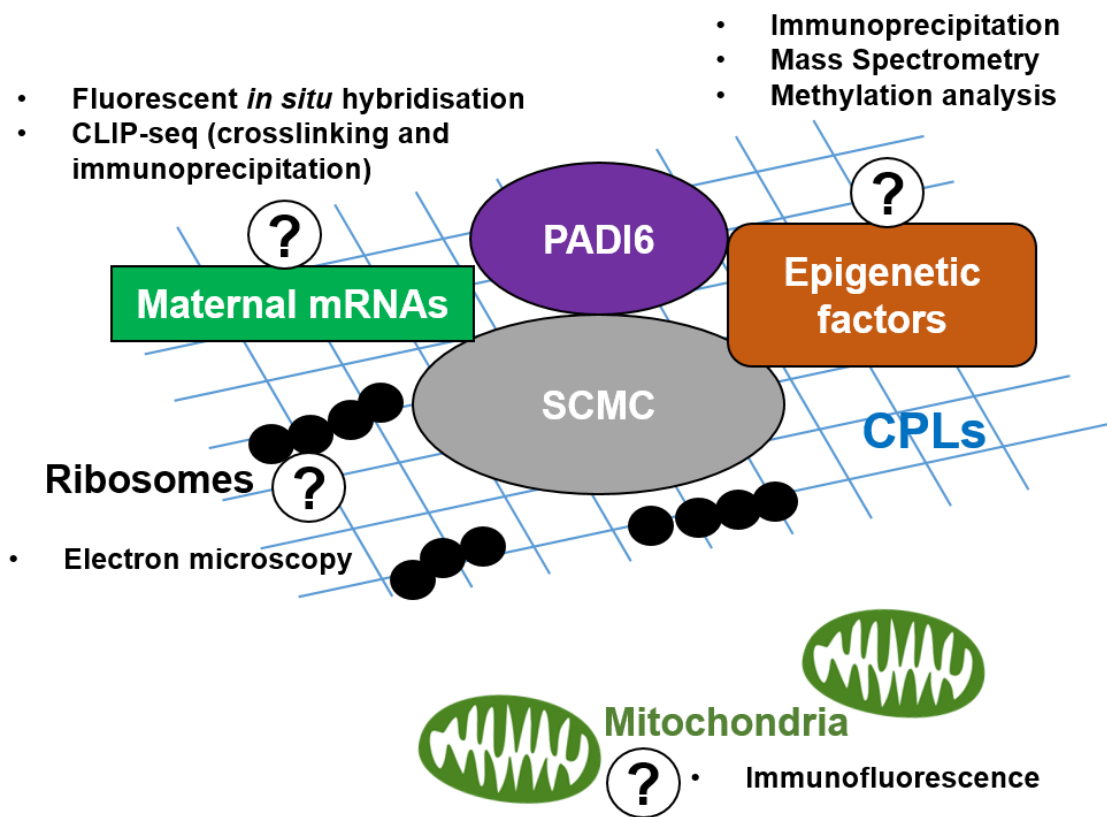 • Immunoprecipitation
• Mass Spectrometry
• Methylation analysis
• Fluorescent in situ hybridisation
• CLIP-seq (crosslinking and
immunoprecipitation)
?
?
PADI6
Maternal mRNAs
Epigenetic
factors
SCMC
CPLs
Ribosomes
?
• Electron microscopy
Mitochondria
?
• Immunofluorescence